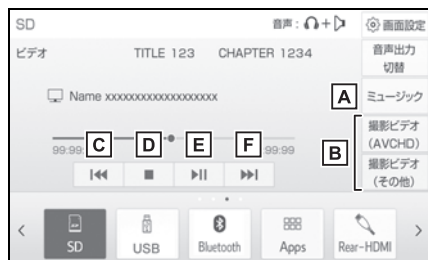 SD 音声: + 画面設定
ビデオ TITLE 123 CHAPTER 1234 音声出力
切替
Name xxxxxxxxxxxxxxxxxxx A ミュージック
B 撮影ビデオ
(AVCHD)
撮影ビデオ
(その他)
99:99 C D E F 99:99
SD USB Bluetooth Apps Rear-HDMI